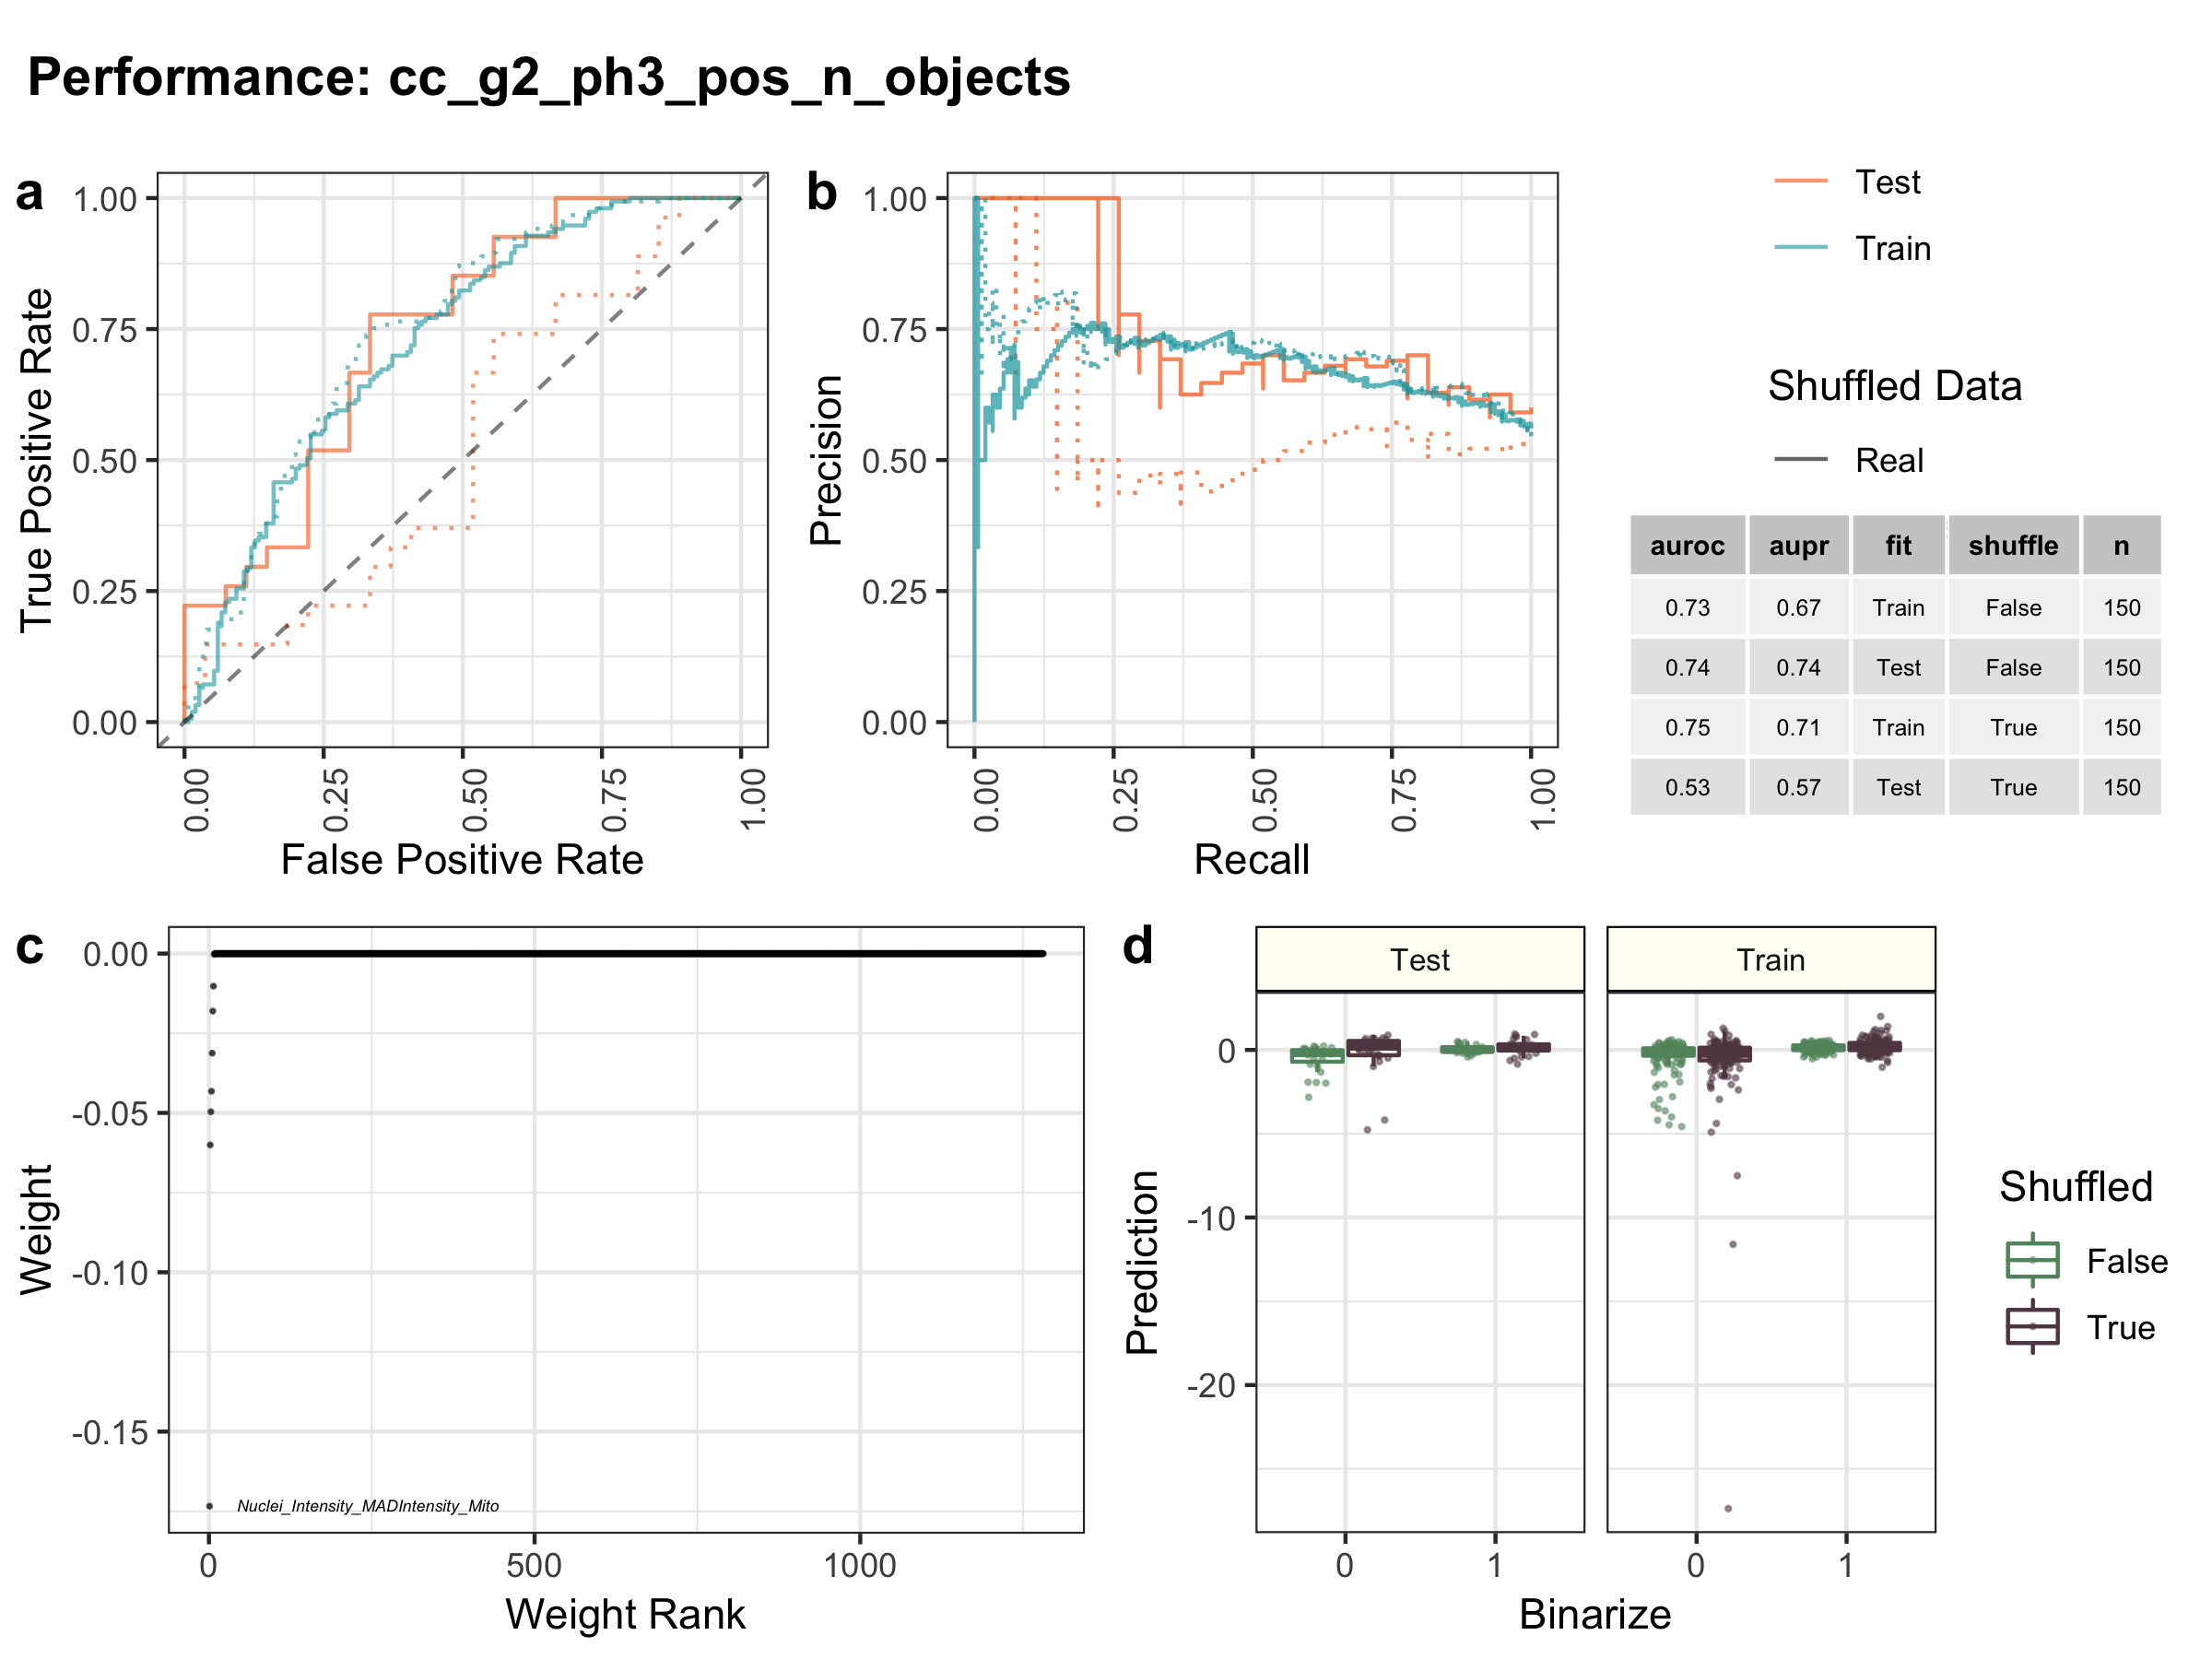 Performance: cc_g2_ph3_pos_n_objects
a
1.00
0.75
0.50
0.25
0.00
True Positive Rate
0.00
0.25
0.50
0.75
1.00
False Positive Rate
b
1.00
0.75
0.50
0.25
0.00
Precision
0.00
0.25
0.50
0.75
1.00
Recall
Test
Train
Shuffled Data
Real
auroc aupr fit shuffle n
0.73 0.67 Train False 150
0.74 0.74 Test False 150
0.75 0.71 Train True 150
0.53 0.57 Test True 150
c
0.00
-0.05
-0.10
-0.15
Weight
Nuclei_Intensity_MADIntensity_Mito
0 500 1000
Weight Rank
d
Test Train
0
-10
-20
Prediction
0 1 0 1
Binarize
Shuffled
False
True